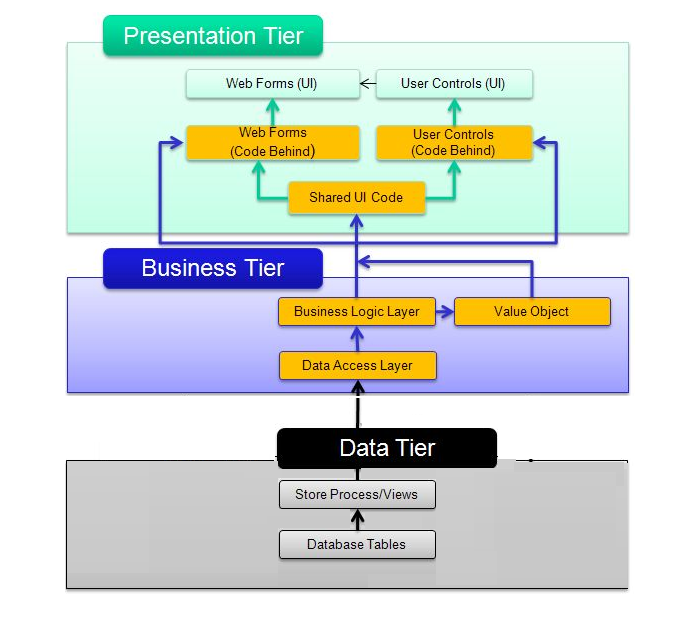 Presentation Tier
Web Forms (UI)
User Controls (UI)
Web Forms
(Code Behind)
User Controls
(Code Behind)
Shared UI Code
Business Tier
Business Logic Layer
Value Object
Data Access Layer
Data Tier
Store Process/Views
Database Tables